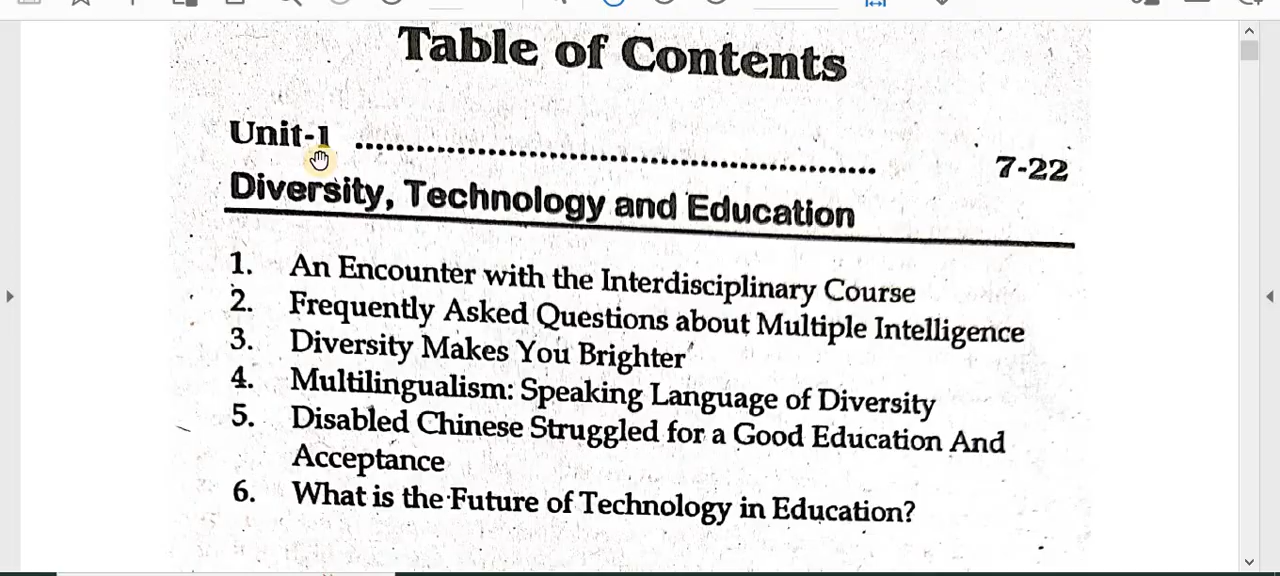 Table of Contents
Unit-1 ........................................................ 7-22
Diversity, Technology and Education
1. An Encounter with the Interdisciplinary Course
2. Frequently Asked Questions about Multiple Intelligence
3. Diversity Makes You Brighter
4. Multilingualism: Speaking Language of Diversity
5. Disabled Chinese Struggled for a Good Education And
Acceptance
6. What is the Future of Technology in Education?